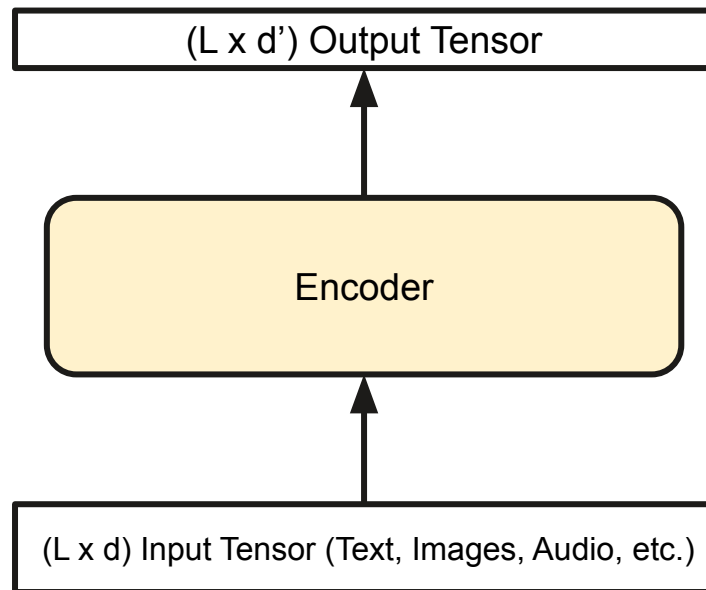 (L x d’) Output Tensor
Encoder
(L x d) Input Tensor (Text, Images, Audio, etc.)